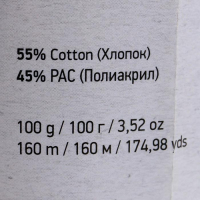 55% Cotton (Хлопок)
45% PAC (Полиакрил)
100 g / 100 г / 3,52 oz
160 m / 160 м / 174,98 yds